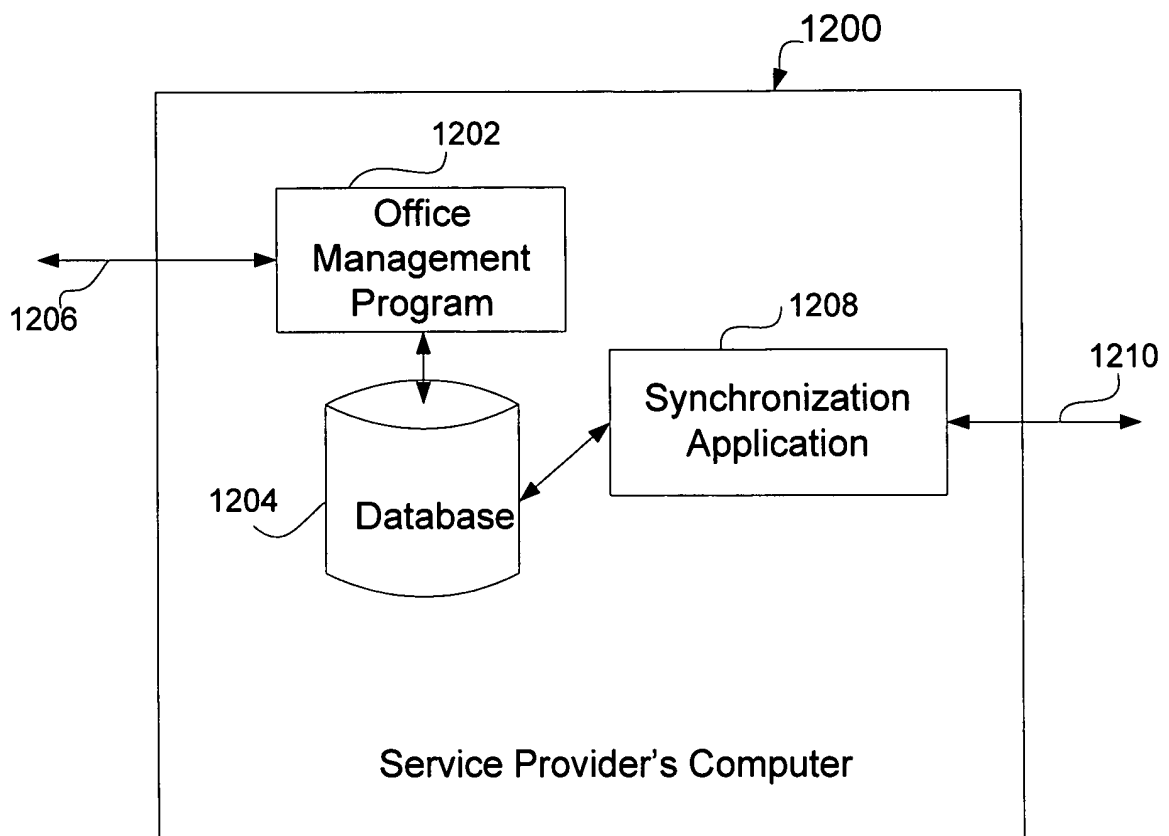 1200
1202
Office
Management
Program
1206
1208
1210
Synchronization
Application
1204
Database
Service Provider's Computer